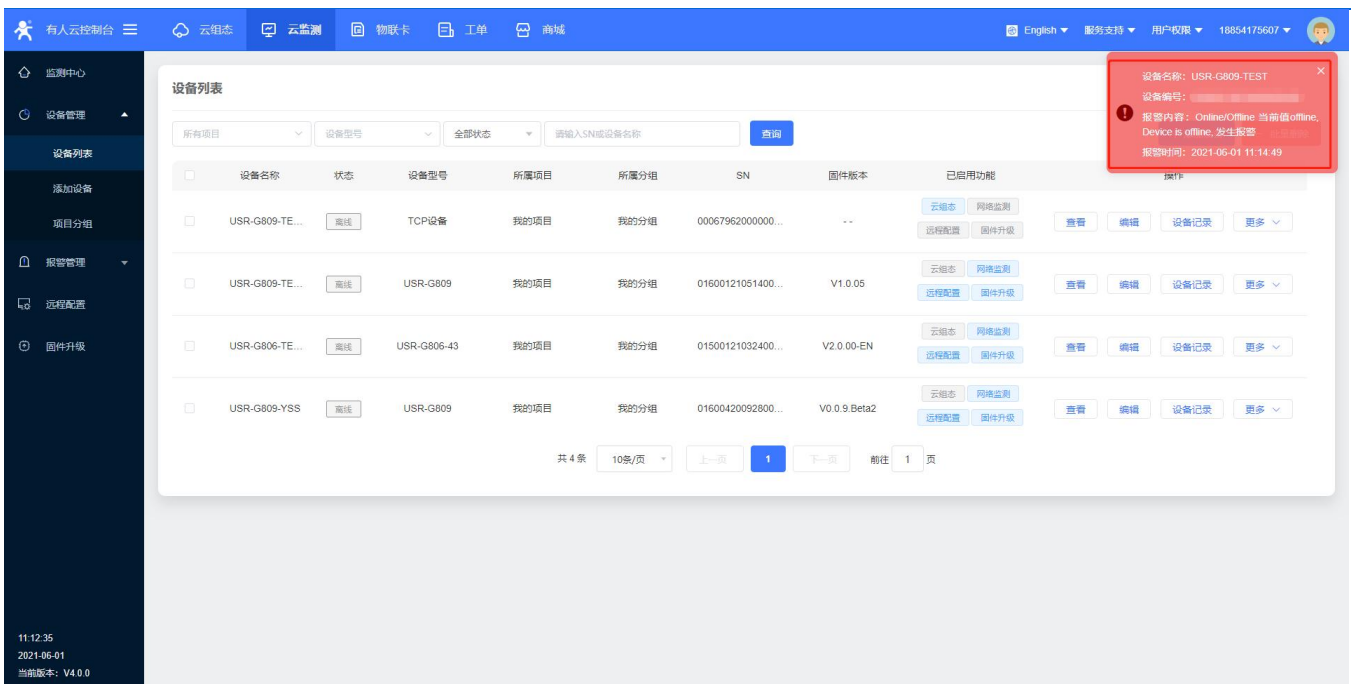 有人云控制台
云组态
云监测
物联卡
工单
商城
English
服务支持
用户权限
18854175607
监测中心
设备管理
设备列表
添加设备
项目分组
报警管理
远程配置
固件升级
11:12:35
2021-06-01
当前版本：V4.0.0
设备名称：USR-G809-TEST
设备编号：
报警内容：Online/Offline 当前值offline,
Device is offline, 发生报警
报警时间：2021-06-01 11:14:49
设备列表
所有项目 设备型号 全部状态 请输入SN或设备名称 查询
设备名称 状态 设备型号 所属项目 所属分组 SN 固件版本 已启用功能 操作
USR-G809-TE... 离线 TCP设备 我的项目 我的分组 00067962000000... - - 查看 编辑 设备记录 更多
云组态 网络监测
远程配置 固件升级
USR-G809-TE... 离线 USR-G809 我的项目 我的分组 01600121051400... V1.0.05 查看 编辑 设备记录 更多
云组态 网络监测
远程配置 固件升级
USR-G806-TE... 离线 USR-G806-43 我的项目 我的分组 01500121032400... V2.0.00-EN 查看 编辑 设备记录 更多
云组态 网络监测
远程配置 固件升级
USR-G809-YSS 离线 USR-G809 我的项目 我的分组 01600420092800... V0.0.9.Beta2 查看 编辑 设备记录 更多
云组态 网络监测
远程配置 固件升级
共 4 条 10条/页 上一页 1 下一页 前往 1 页